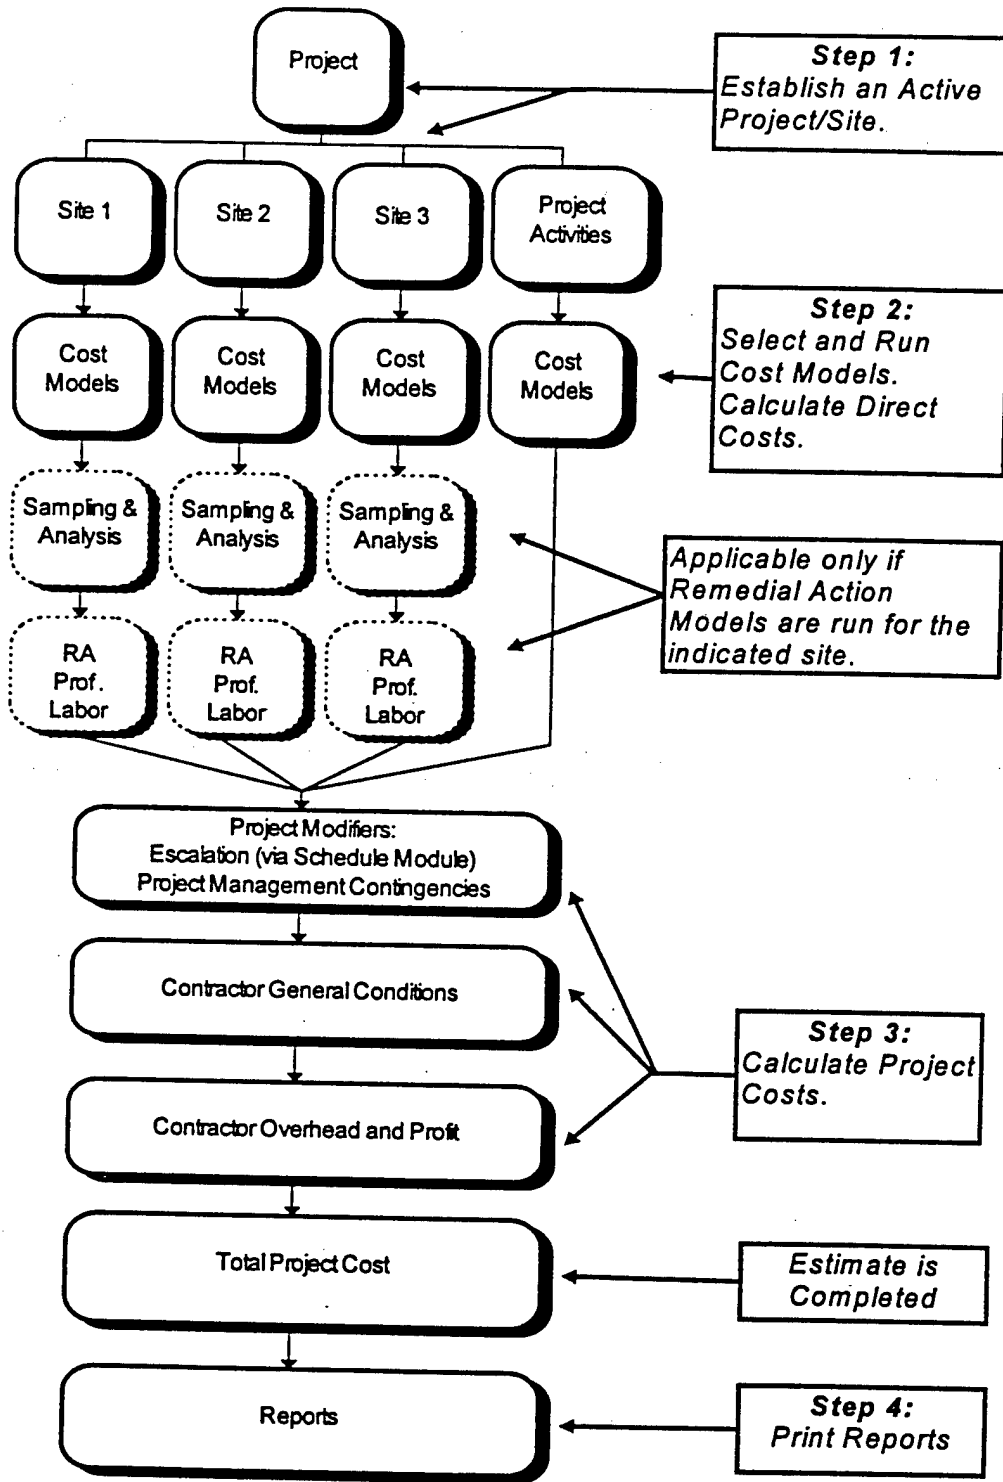 Project
Step 1:
Establish an Active
Project/Site.
Site 1
Site 2
Site 3
Project
Activities
Cost
Models
Cost
Models
Cost
Models
Cost
Models
Step 2:
Select and Run
Cost Models.
Calculate Direct
Costs.
Sampling &
Analysis
Sampling &
Analysis
Sampling &
Analysis
Applicable only if
Remedial Action
Models are run for the
indicated site.
RA
Prof.
Labor
RA
Prof.
Labor
RA
Prof.
Labor
Project Modifiers:
Escalation (via Schedule Module)
Project Management Contingencies
Contractor General Conditions
Step 3:
Calculate Project
Costs.
Contractor Overhead and Profit
Total Project Cost
Estimate is
Completed
Reports
Step 4:
Print Reports